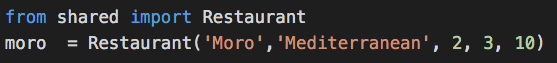 from shared import Restaurant
moro  = Restaurant('Moro','Mediterranean', 2, 3, 10)